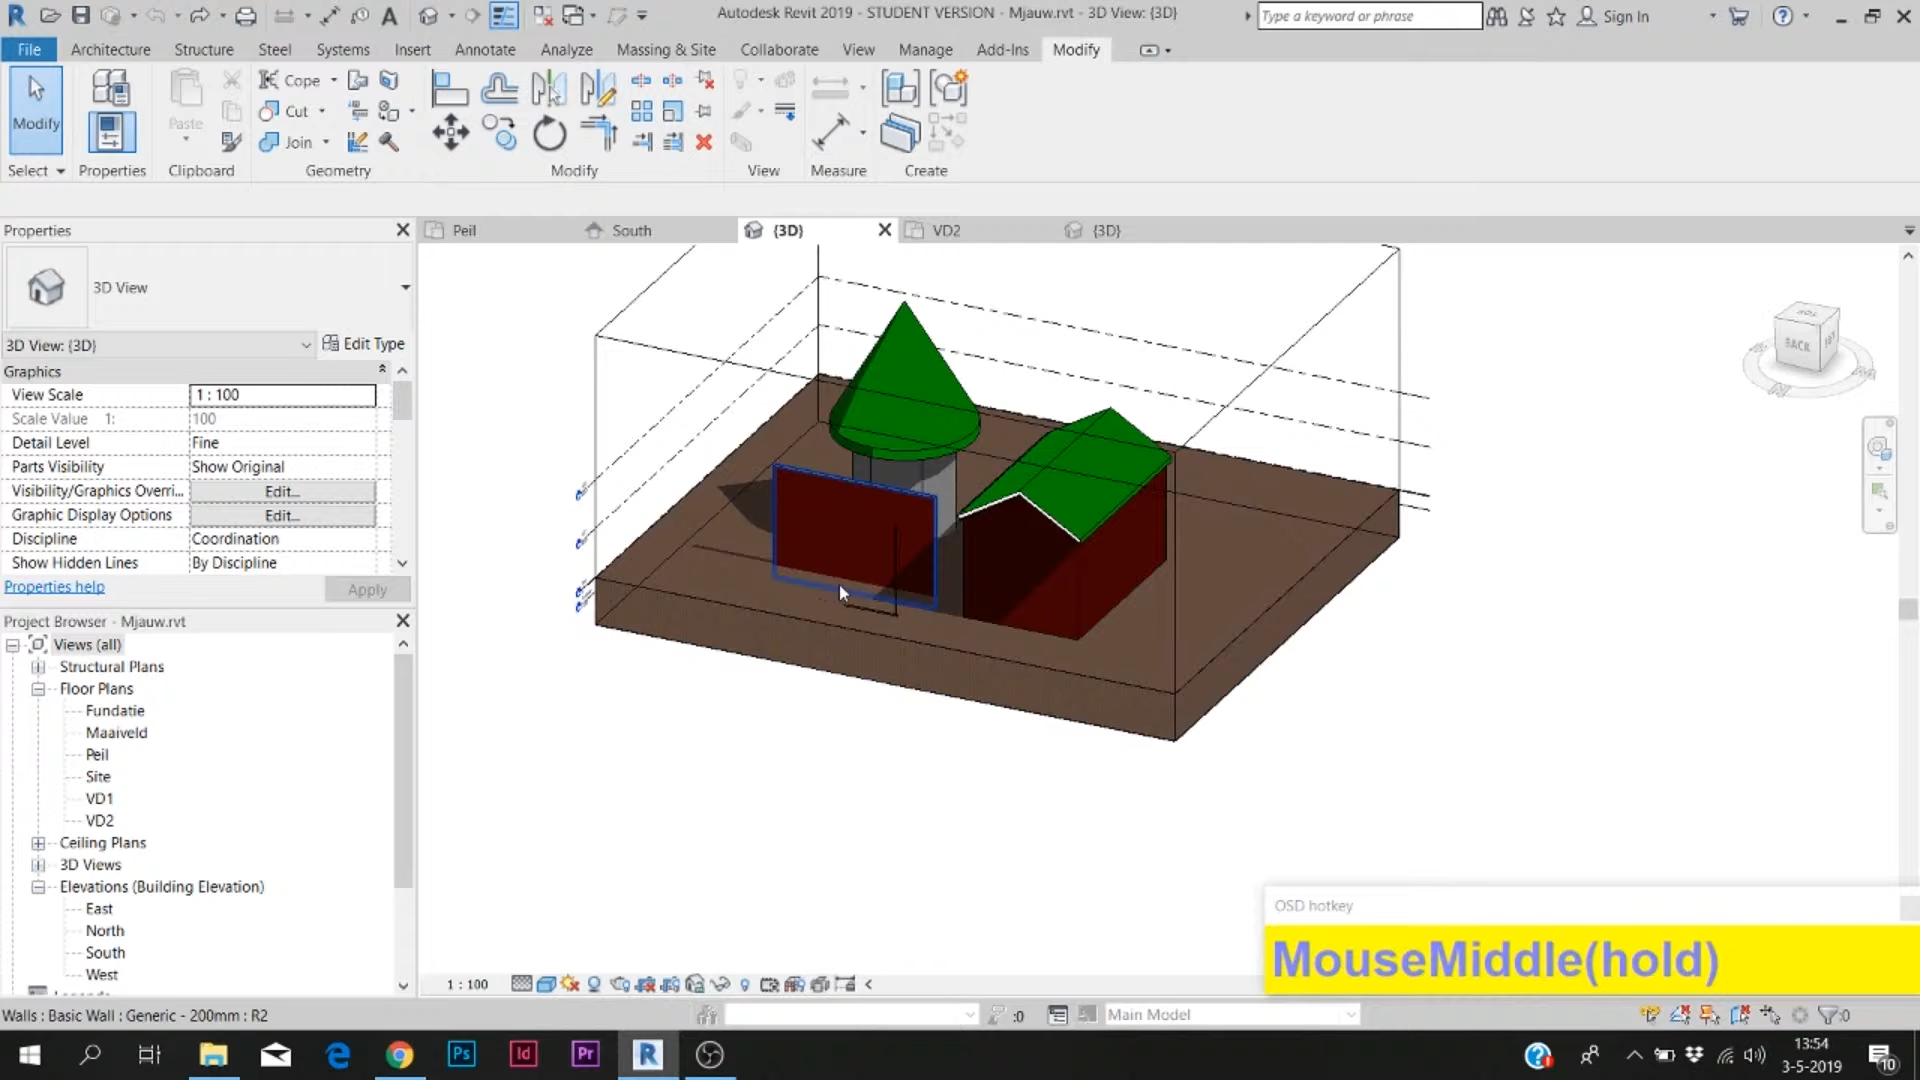 Autodesk Revit 2019 - STUDENT VERSION - Mjauw.rvt - 3D View: {3D}
Type a keyword or phrase
Sign In
File Architecture Structure Steel Systems Insert Annotate Analyze Massing & Site Collaborate View Manage Add-Ins Modify
Modify
Paste
Cope
Cut
Join
Select Properties Clipboard Geometry Modify View Measure Create
Properties
Peil South {3D} VD2 {3D}
3D View
3D View: {3D} Edit Type
Graphics
View Scale 1 : 100
Scale Value 1: 100
Detail Level Fine
Parts Visibility Show Original
Visibility/Graphics Overri... Edit...
Graphic Display Options Edit...
Discipline Coordination
Show Hidden Lines By Discipline
Properties help Apply
Project Browser - Mjauw.rvt
Views (all)
Structural Plans
Floor Plans
Fundatie
Maaiveld
Peil
Site
VD1
VD2
Ceiling Plans
3D Views
Elevations (Building Elevation)
East
North
South
West
TOP
BACK
OSD hotkey
MouseMiddle(hold)
1 : 100
Walls : Basic Wall : Generic - 200mm : R2
:0
Main Model
:0
Ps Id Pr R
13:54
3-5-2019
10